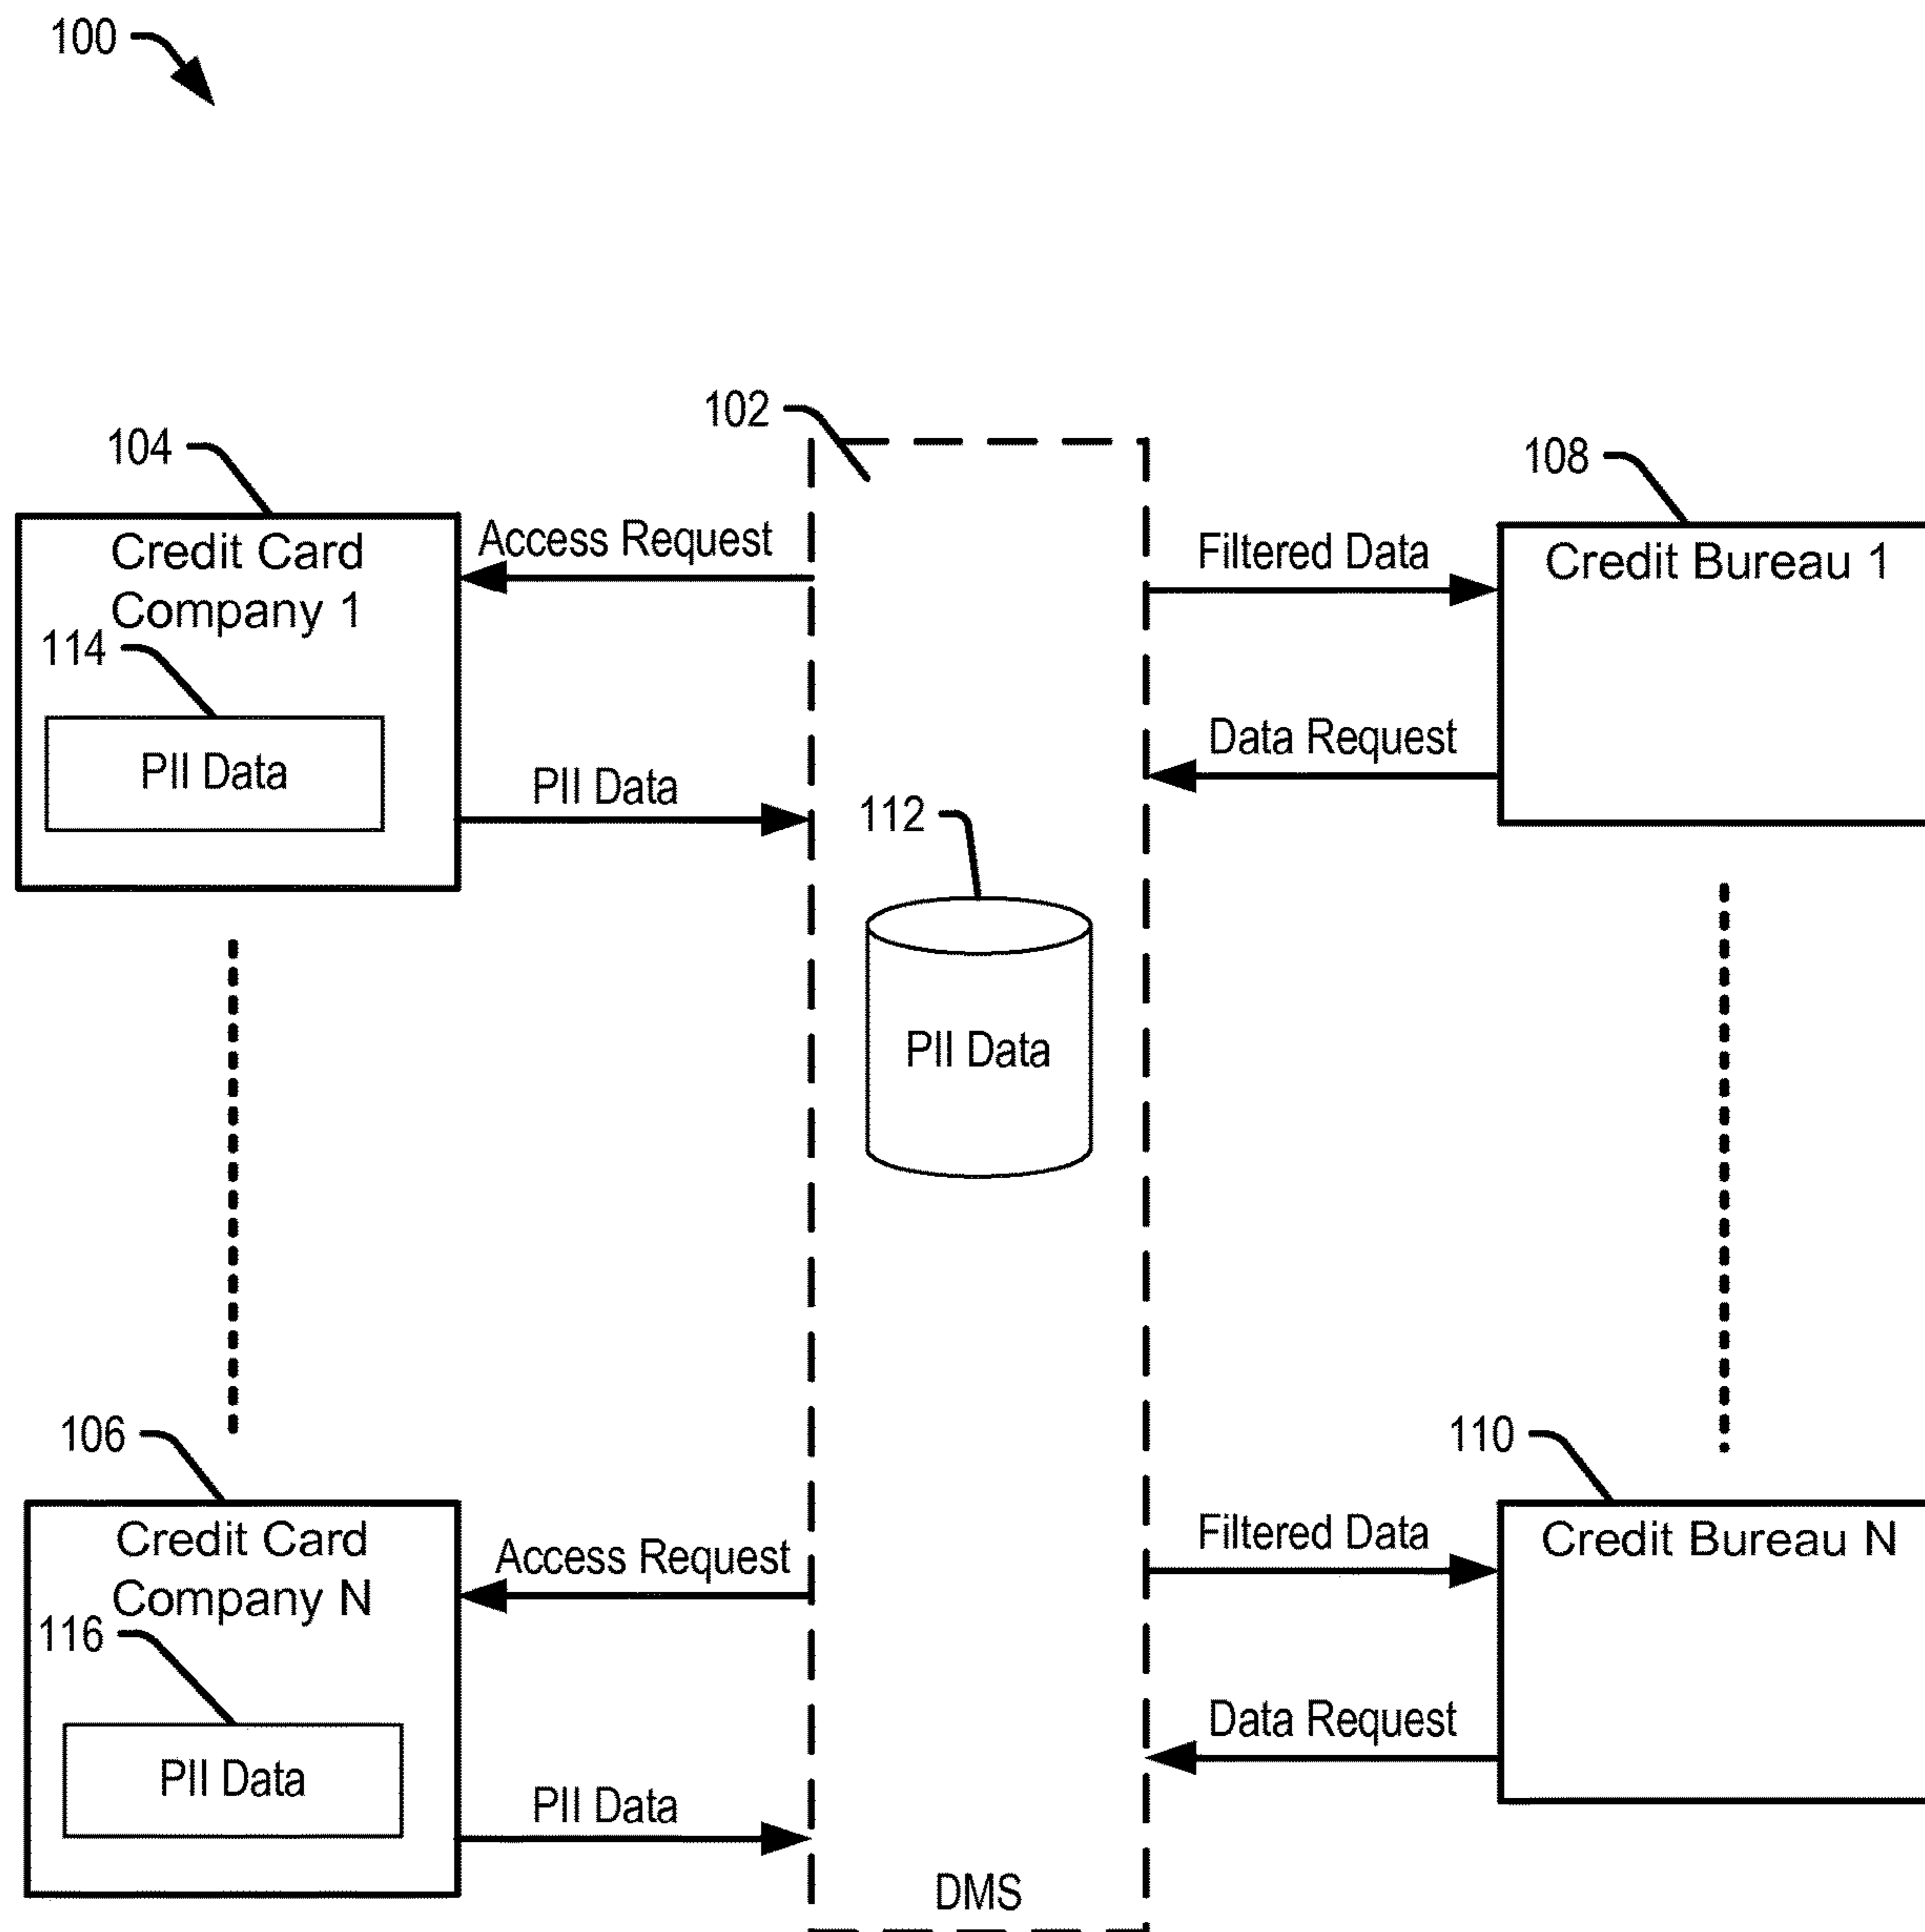 100
102
104
108
Credit Card
Company 1
Access Request
Filtered Data
Credit Bureau 1
114
PII Data
PII Data
Data Request
112
PII Data
106
110
Credit Card
Company N
Access Request
Filtered Data
Credit Bureau N
116
PII Data
PII Data
Data Request
DMS